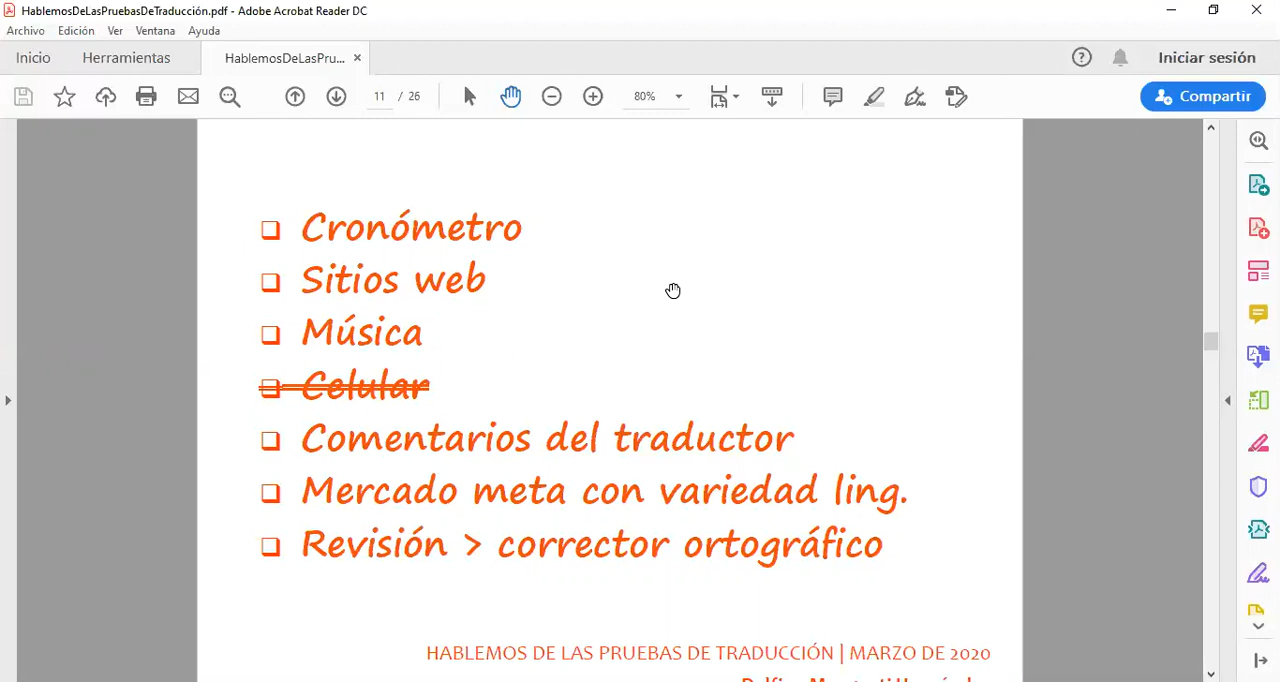 HablemosDeLasPruebasDeTraducción.pdf - Adobe Acrobat Reader DC
Archivo Edición Ver Ventana Ayuda
Inicio Herramientas HablemosDeLasPru... ×
Iniciar sesión
11 / 26 80%
Compartir
Cronómetro
Sitios web
Música
Celular
Comentarios del traductor
Mercado meta con variedad ling.
Revisión > corrector ortográfico
HABLEMOS DE LAS PRUEBAS DE TRADUCCIÓN | MARZO DE 2020